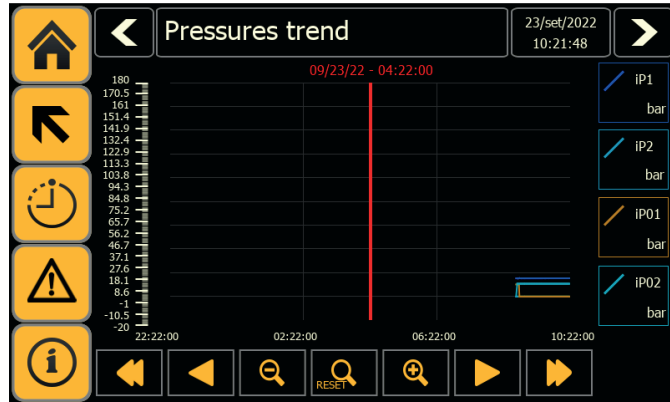 Pressures trend
23/set/2022
10:21:48
09/23/22 - 04:22:00
180
170.5
161
151.4
141.9
132.4
122.9
113.3
103.8
94.3
84.8
75.2
65.7
56.2
46.7
37.1
27.6
18.1
8.6
-1
-10.5
-20
22:22:00
02:22:00
06:22:00
10:22:00
iP1
bar
iP2
bar
iP01
bar
iP02
bar
RESET